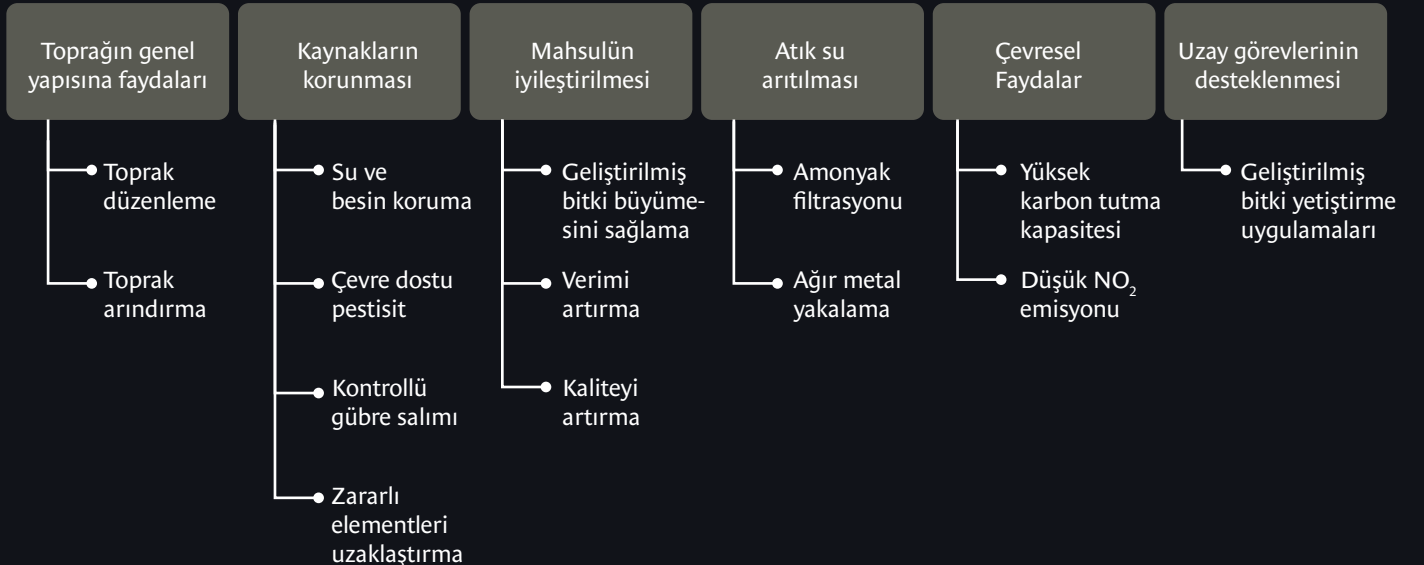 Toprağın genel
yapısına faydaları
Toprak
düzenleme
Toprak
arındırma
Kaynakların
korunması
Su ve
besin koruma
Çevre dostu
pestisit
Kontrollü
gübre salımı
Zararlı
elementleri
uzaklaştırma
Mahsulün
iyileştirilmesi
Geliştirilmiş
bitki büyüme-
sini sağlama
Verimi
artırma
Kaliteyi
artırma
Atık su
arıtılması
Amonyak
filtrasyonu
Ağır metal
yakalama
Çevresel
Faydalar
Yüksek
karbon tutma
kapasitesi
Düşük NO₂
emisyonu
Uzay görevlerinin
desteklenmesi
Geliştirilmiş
bitki yetiştirme
uygulamaları